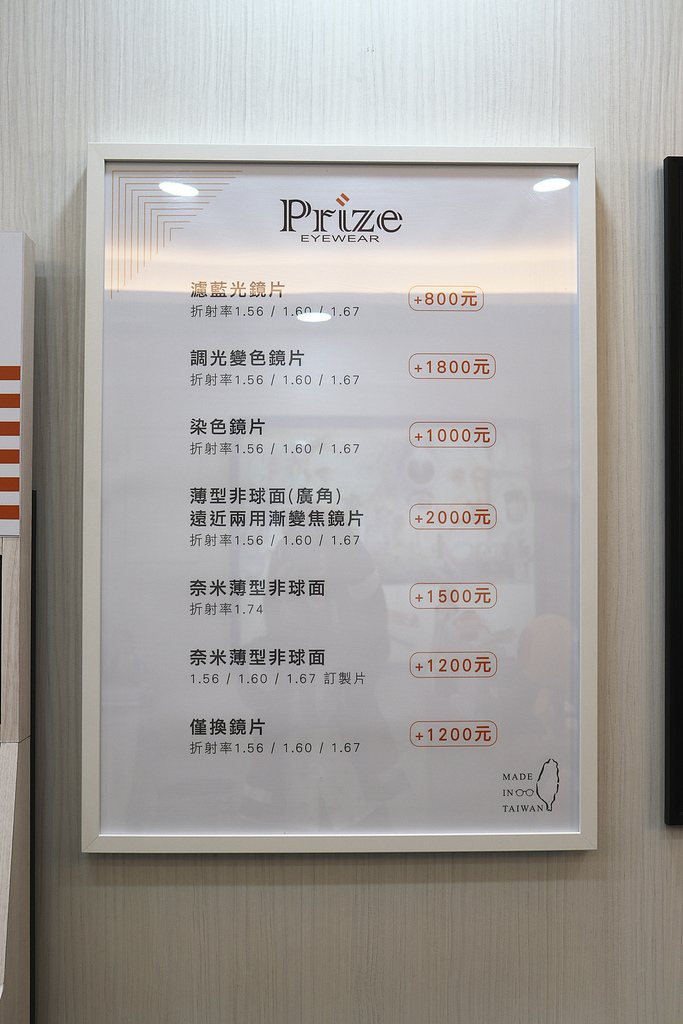 Prize
EYEWEAR
濾藍光鏡片
+800元
折射率1.56 / 1.60 / 1.67
調光變色鏡片
+1800元
折射率1.56 / 1.60 / 1.67
染色鏡片
+1000元
折射率1.56 / 1.60 / 1.67
薄型非球面(廣角)
遠近兩用漸變焦鏡片
+2000元
折射率1.56 / 1.60 / 1.67
奈米薄型非球面
+1500元
折射率1.74
奈米薄型非球面
+1200元
1.56 / 1.60 / 1.67 訂製片
僅換鏡片
+1200元
折射率1.56 / 1.60 / 1.67
MADE
IN
TAIWAN